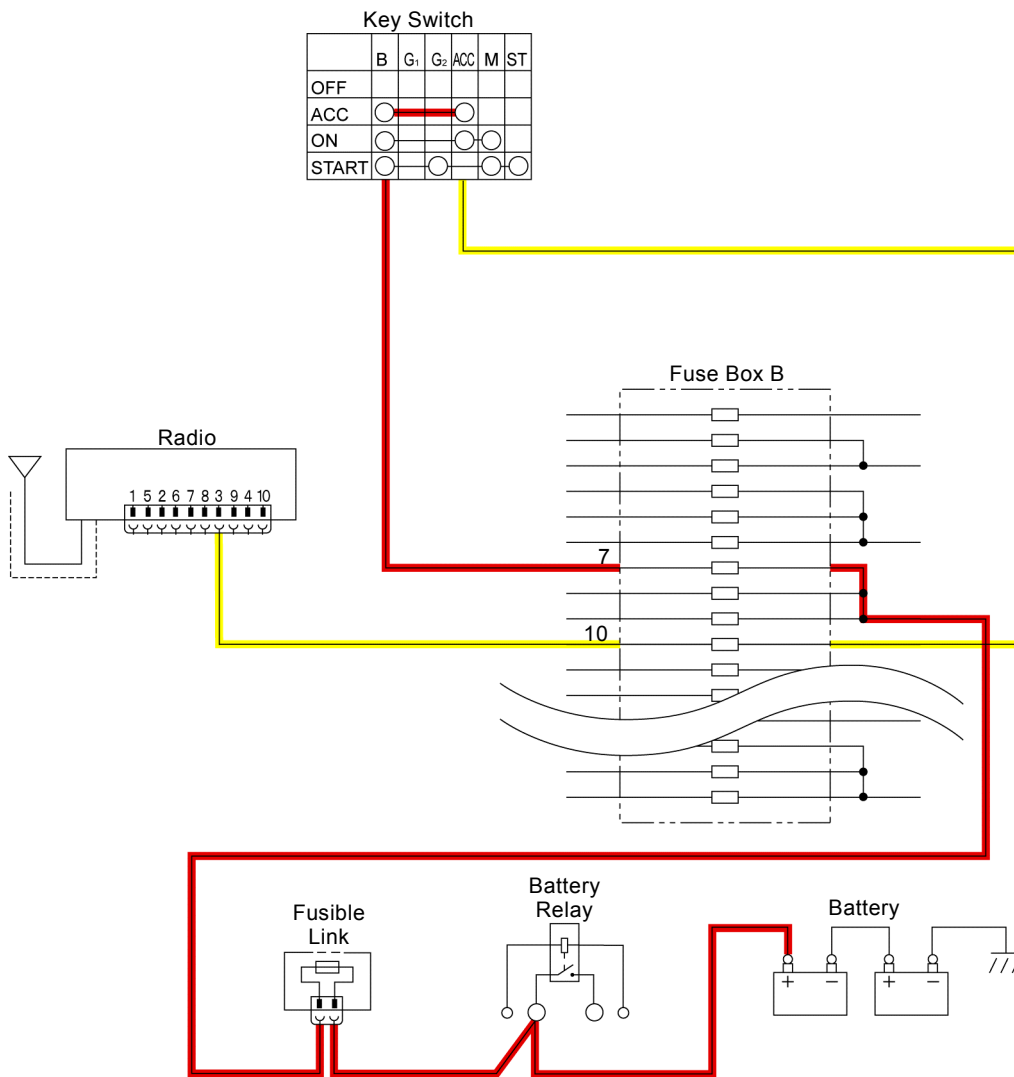 Key Switch
B G₁ G₂ ACC M ST
OFF
ACC
ON
START
Fuse Box B
Radio
1 5 2 6 7 8 3 9 4 10
7
10
Battery
Relay
Battery
Fusible
Link
+ − + −